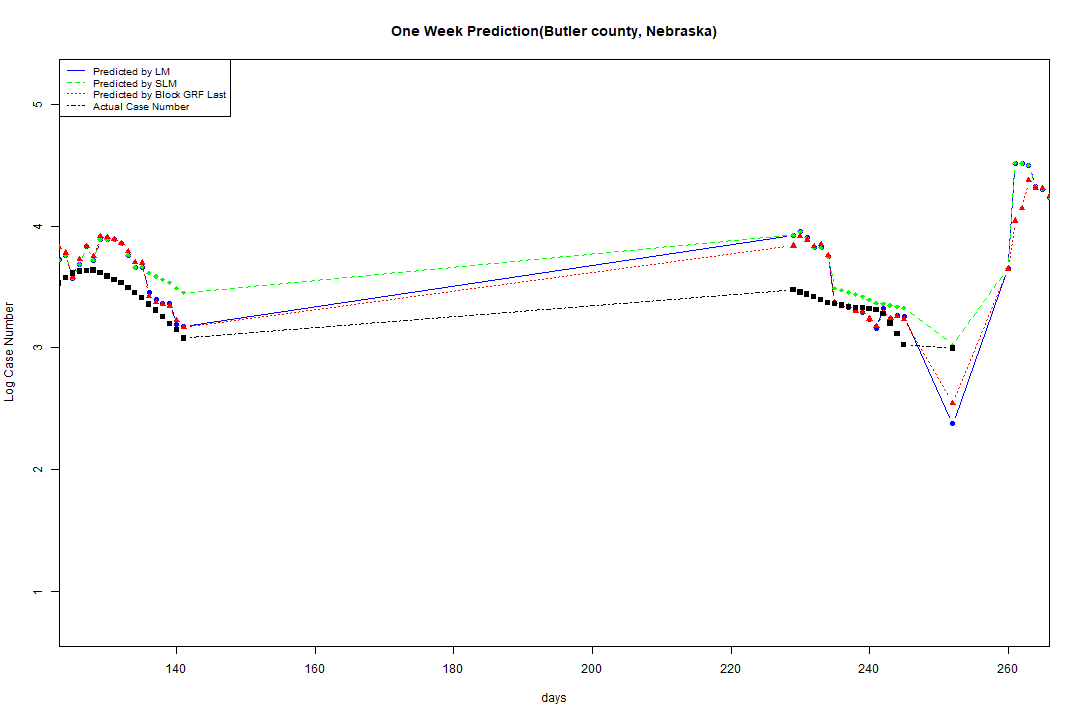 One Week Prediction(Butler county, Nebraska)
Predicted by LM
Predicted by SLM
Predicted by Block GRF Last
Actual Case Number
5
4
3
2
1
Log Case Number
140 160 180 200 220 240 260
days